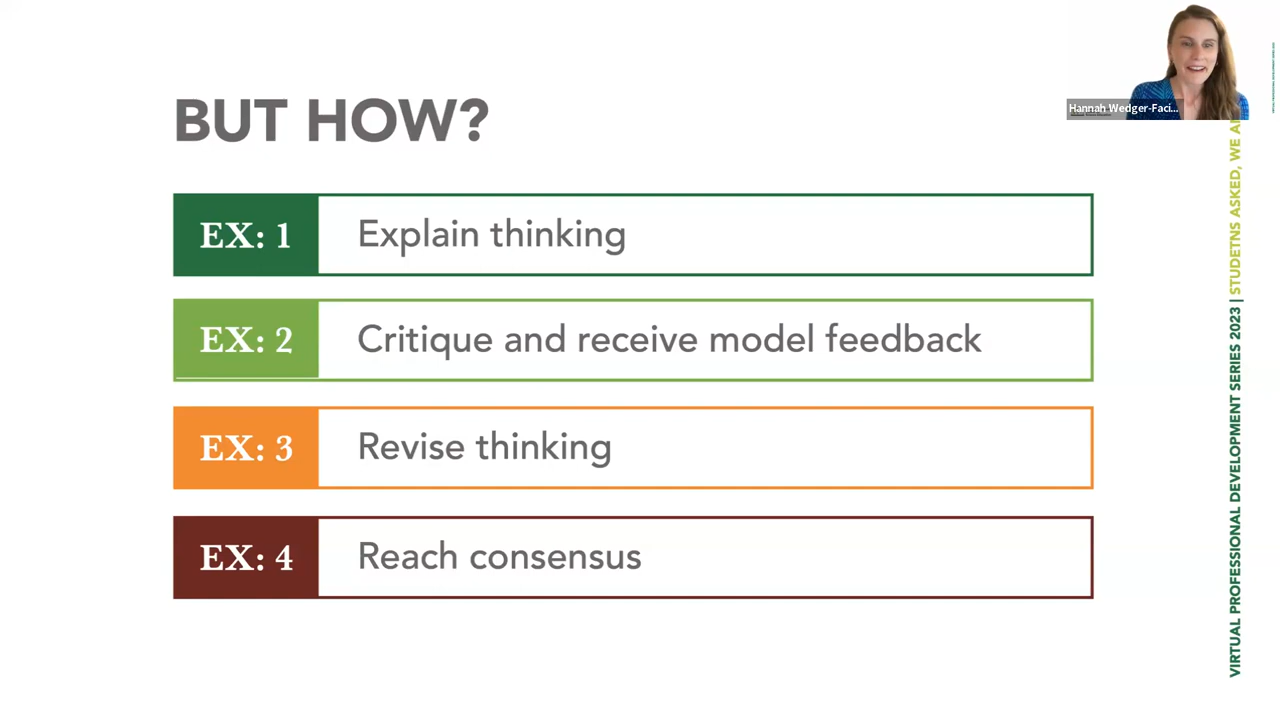 BUT HOW?
Hannah Wedger-Faci...
EX: 1 Explain thinking
EX: 2 Critique and receive model feedback
EX: 3 Revise thinking
EX: 4 Reach consensus
VIRTUAL PROFESSIONAL DEVELOPMENT SERIES 2023 | STUDETNS ASKED, WE A